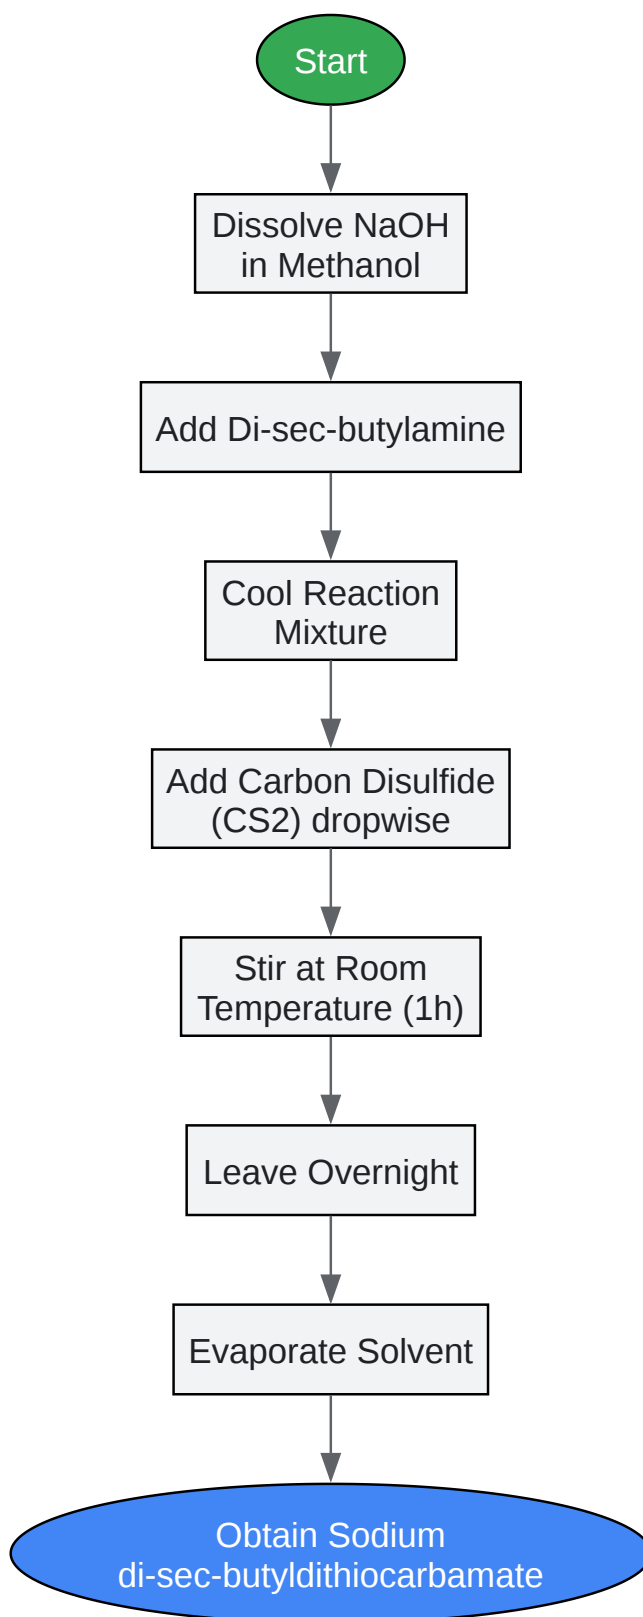 Start
Dissolve NaOH
in Methanol
Add Di-sec-butylamine
Cool Reaction
Mixture
Add Carbon Disulfide
(CS2) dropwise
Stir at Room
Temperature (1h)
Leave Overnight
Evaporate Solvent
Obtain Sodium
di-sec-butyldithiocarbamate